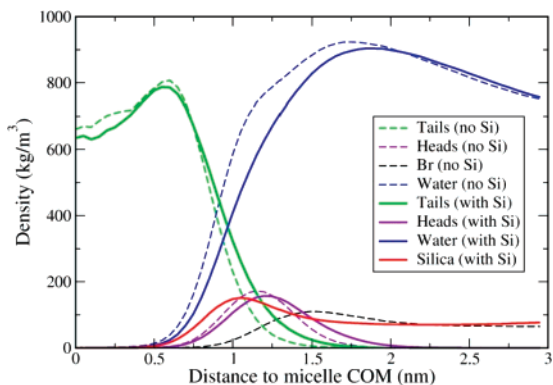 1000
800
600
400
200
0
Density (kg/m³)
0
0.5
1
1.5
2
2.5
3
Distance to micelle COM (nm)
Tails (no Si)
Heads (no Si)
Br (no Si)
Water (no Si)
Tails (with Si)
Heads (with Si)
Water (with Si)
Silica (with Si)